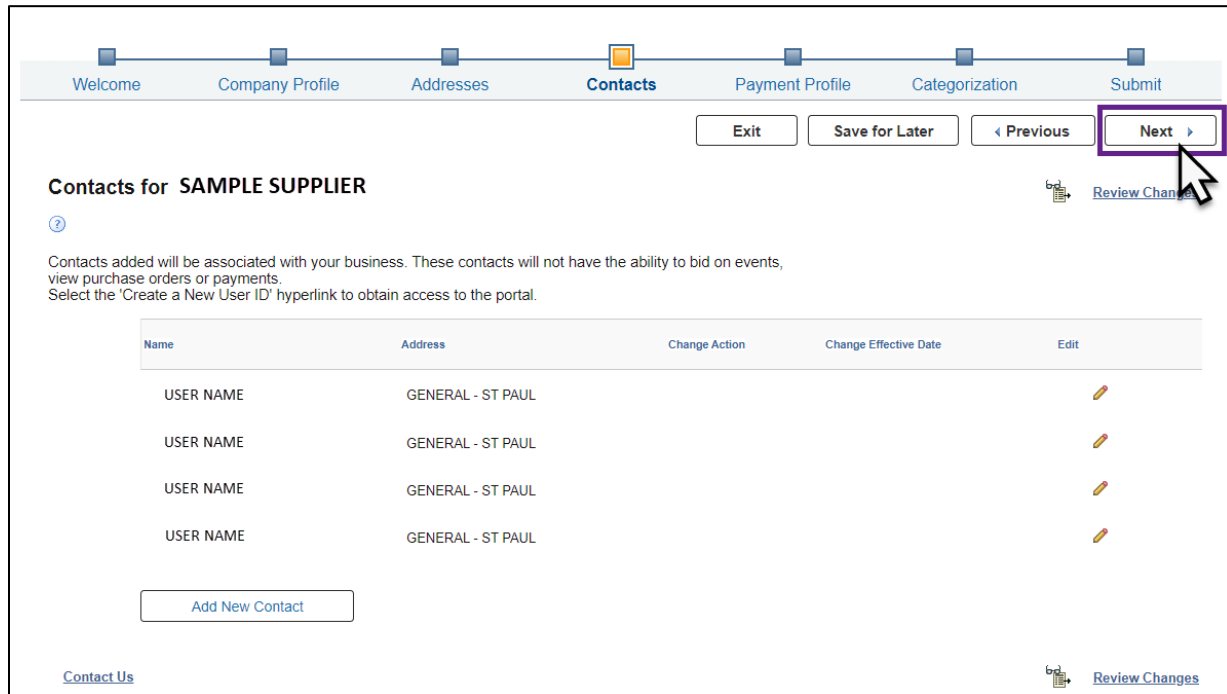 Welcome Company Profile Addresses Contacts Payment Profile Categorization Submit
Exit Save for Later Previous Next
Contacts for SAMPLE SUPPLIER
Review Changes
?
Contacts added will be associated with your business. These contacts will not have the ability to bid on events,
view purchase orders or payments.
Select the 'Create a New User ID' hyperlink to obtain access to the portal.
Name Address Change Action Change Effective Date Edit
USER NAME GENERAL - ST PAUL
USER NAME GENERAL - ST PAUL
USER NAME GENERAL - ST PAUL
USER NAME GENERAL - ST PAUL
Add New Contact
Contact Us Review Changes